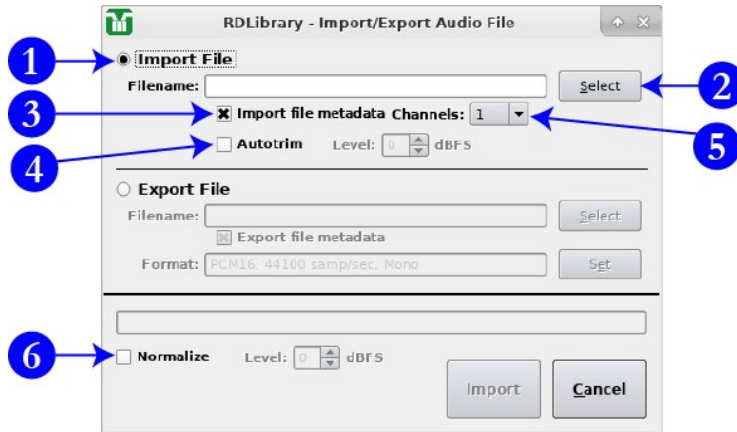 RDLibrary - Import/Export Audio File
1 Import File
Filename: Select 2
3 Import file metadata Channels: 1 5
4 Autotrim Level: 0 dBFS
Export File
Filename: Select
Export file metadata
Format: PCM16, 44100 samp/sec, Mono Set
6 Normalize Level: 0 dBFS
Import Cancel